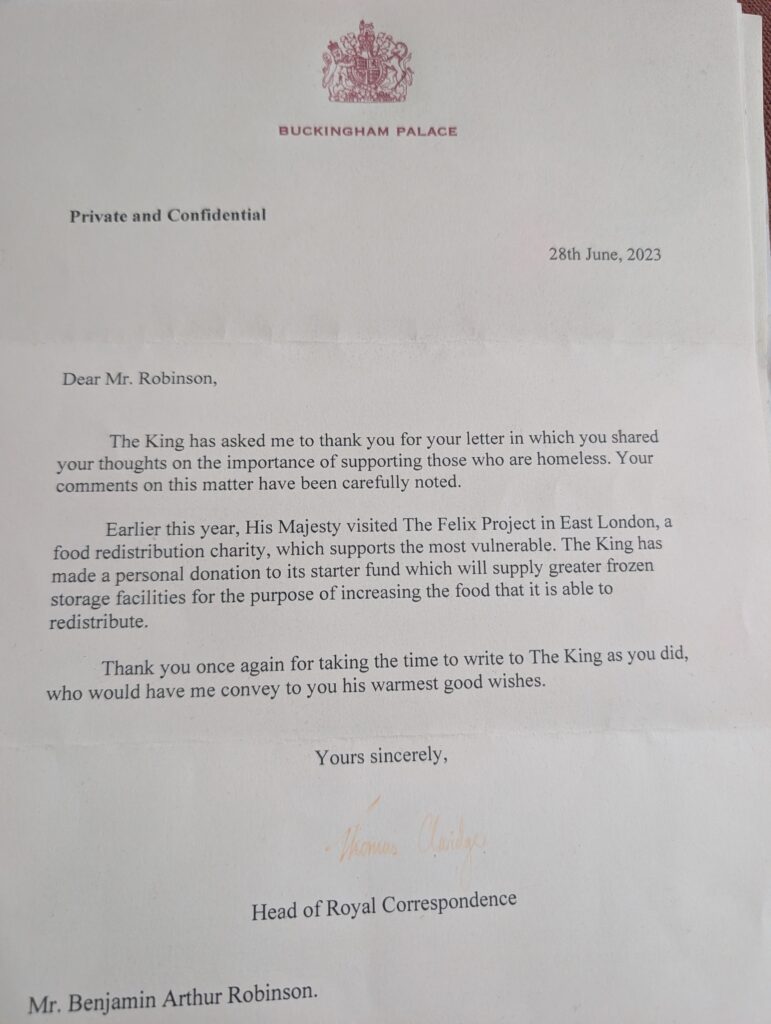 BUCKINGHAM PALACE
Private and Confidential
28th June, 2023
Dear Mr. Robinson,
The King has asked me to thank you for your letter in which you shared
your thoughts on the importance of supporting those who are homeless. Your
comments on this matter have been carefully noted.
Earlier this year, His Majesty visited The Felix Project in East London, a
food redistribution charity, which supports the most vulnerable. The King has
made a personal donation to its starter fund which will supply greater frozen
storage facilities for the purpose of increasing the food that it is able to
redistribute.
Thank you once again for taking the time to write to The King as you did,
who would have me convey to you his warmest good wishes.
Yours sincerely,
Thomas Claridge
Head of Royal Correspondence
Mr. Benjamin Arthur Robinson.